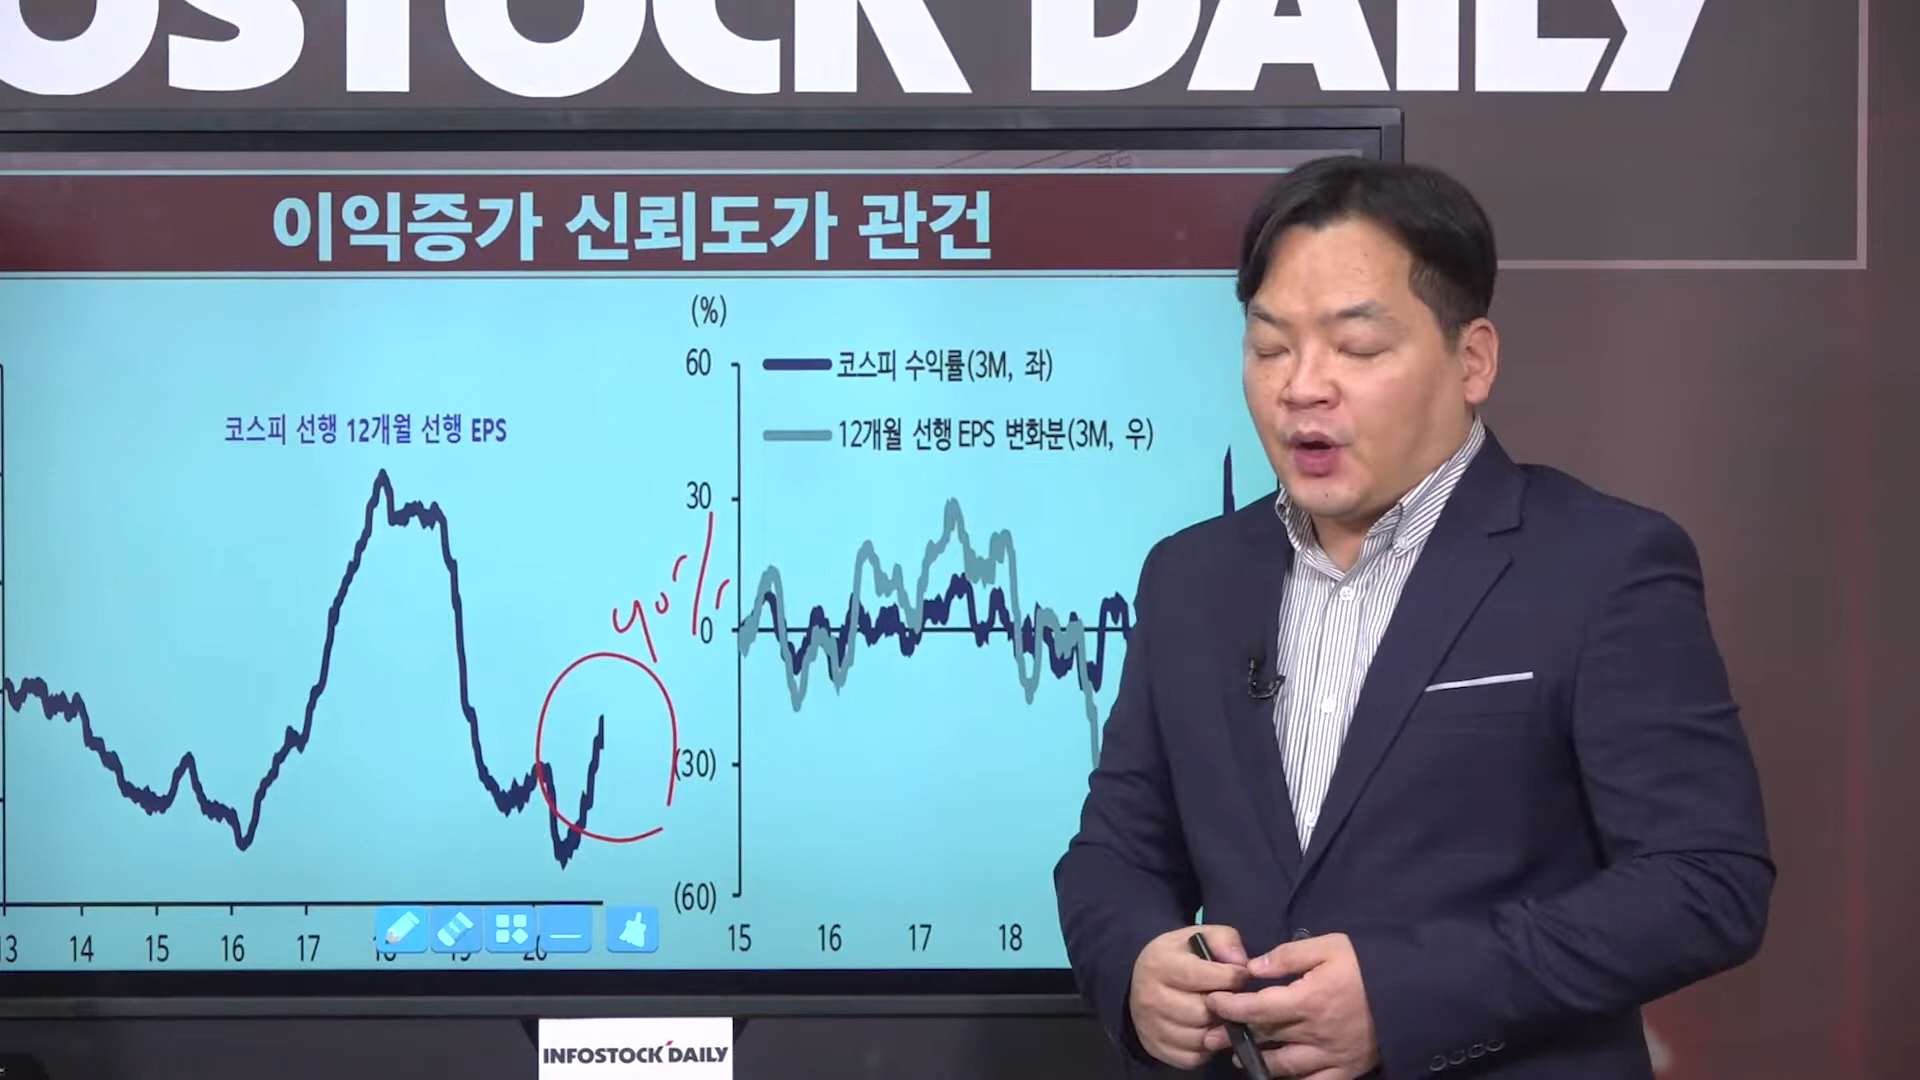 OSTOCK DAILY
이익증가 신뢰도가 관건
코스피 선행 12개월 선행 EPS
13 14 15 16 17 18 19 20
40%
(%)
60
30
0
(30)
(60)
코스피 수익률(3M, 좌)
12개월 선행 EPS 변화분(3M, 우)
15 16 17 18
INFOSTOCK DAILY